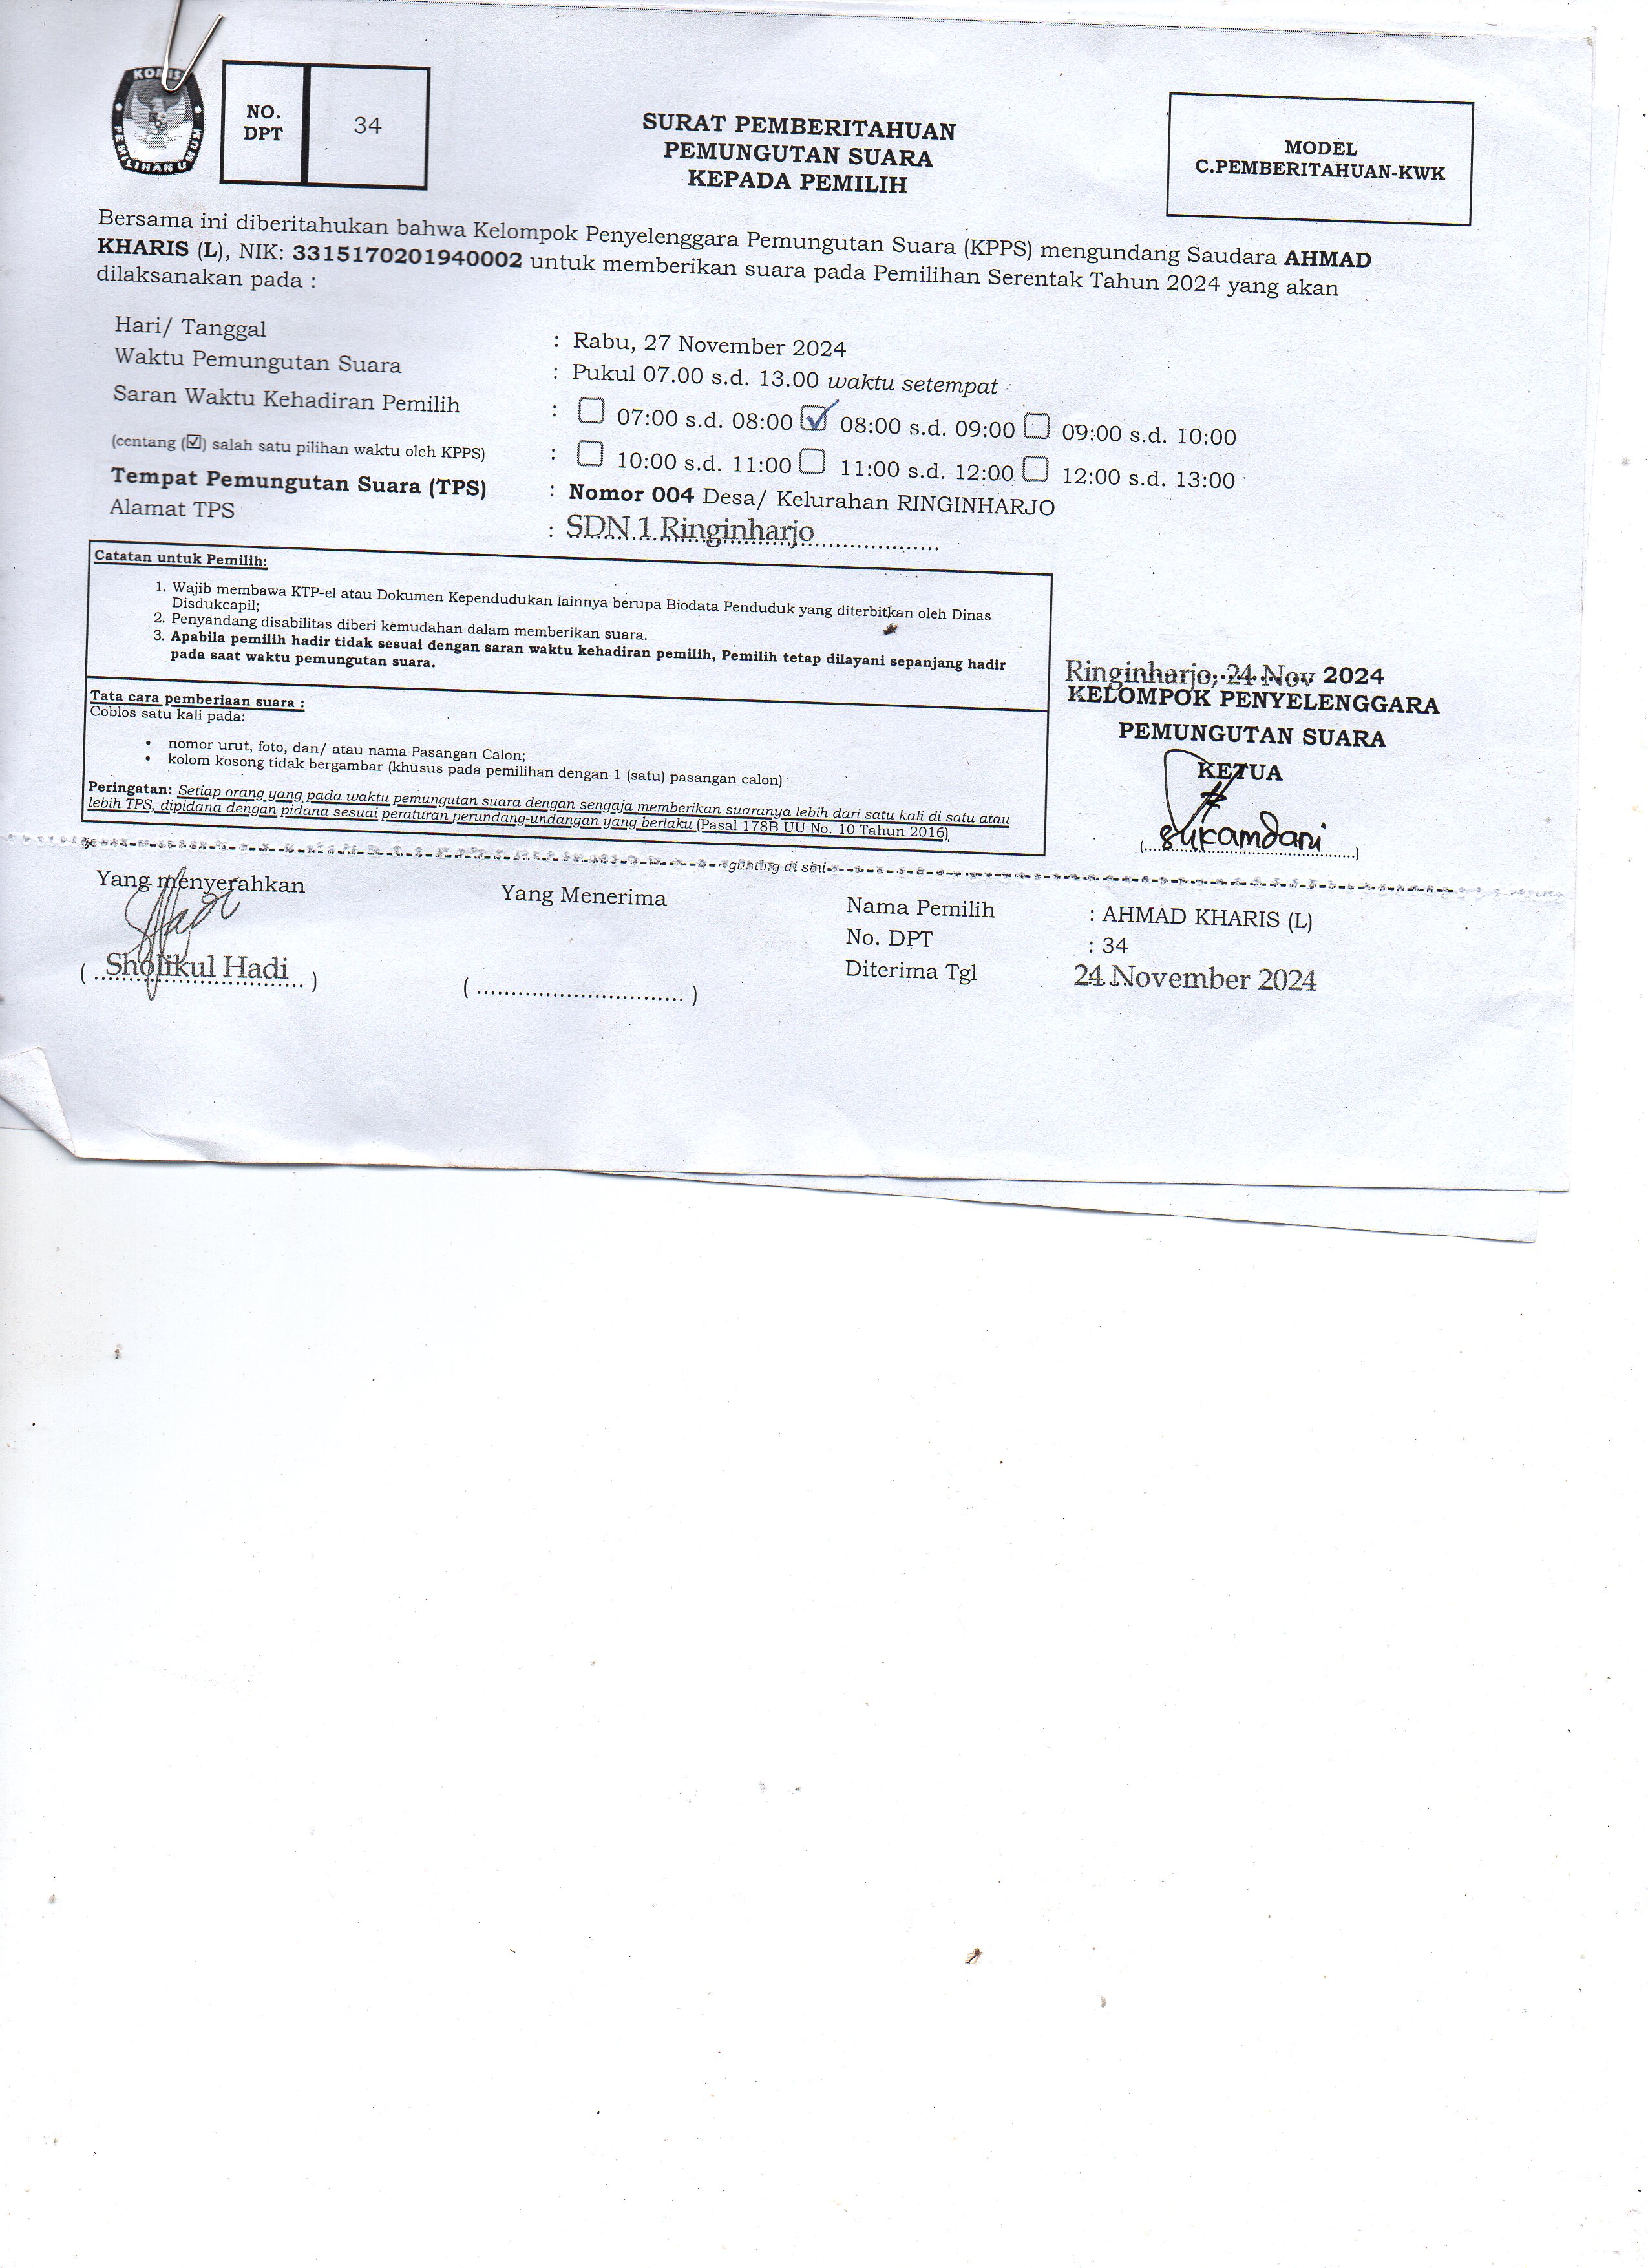 KOMIS
PEMILIHAN UMUM
NO.
DPT
34
SURAT PEMBERITAHUAN
PEMUNGUTAN SUARA
KEPADA PEMILIH
MODEL
C.PEMBERITAHUAN-KWK
Bersama ini diberitahukan bahwa Kelompok Penyelenggara Pemungutan Suara (KPPS) mengundang Saudara AHMAD
KHARIS (L), NIK: 3315170201940002 untuk memberikan suara pada Pemilihan Serentak Tahun 2024 yang akan
dilaksanakan pada :
Hari/ Tanggal : Rabu, 27 November 2024
Waktu Pemungutan Suara : Pukul 07.00 s.d. 13.00 waktu setempat
Saran Waktu Kehadiran Pemilih : ☐ 07:00 s.d. 08:00 ☑ 08:00 s.d. 09:00 ☐ 09:00 s.d. 10:00
(centang (☑) salah satu pilihan waktu oleh KPPS) : ☐ 10:00 s.d. 11:00 ☐ 11:00 s.d. 12:00 ☐ 12:00 s.d. 13:00
Tempat Pemungutan Suara (TPS) : Nomor 004 Desa/ Kelurahan RINGINHARJO
Alamat TPS : SDN 1 Ringinharjo
Catatan untuk Pemilih:
1. Wajib membawa KTP-el atau Dokumen Kependudukan lainnya berupa Biodata Penduduk yang diterbitkan oleh Dinas
Disdukcapil;
2. Penyandang disabilitas diberi kemudahan dalam memberikan suara.
3. Apabila pemilih hadir tidak sesuai dengan saran waktu kehadiran pemilih, Pemilih tetap dilayani sepanjang hadir
pada saat waktu pemungutan suara.
Tata cara pemberiaan suara :
Coblos satu kali pada:
• nomor urut, foto, dan/ atau nama Pasangan Calon;
• kolom kosong tidak bergambar (khusus pada pemilihan dengan 1 (satu) pasangan calon)
Peringatan: Setiap orang yang pada waktu pemungutan suara dengan sengaja memberikan suaranya lebih dari satu kali di satu atau
lebih TPS, dipidana dengan pidana sesuai peraturan perundang-undangan yang berlaku (Pasal 178B UU No. 10 Tahun 2016)
Ringinharjo, 24 Nov 2024
KELOMPOK PENYELENGGARA
PEMUNGUTAN SUARA
KETUA
(sukamdani)
gunting di sini
Yang menyerahkan
(Sholikul Hadi)
Yang Menerima
(..............................)
Nama Pemilih : AHMAD KHARIS (L)
No. DPT : 34
Diterima Tgl 24 November 2024